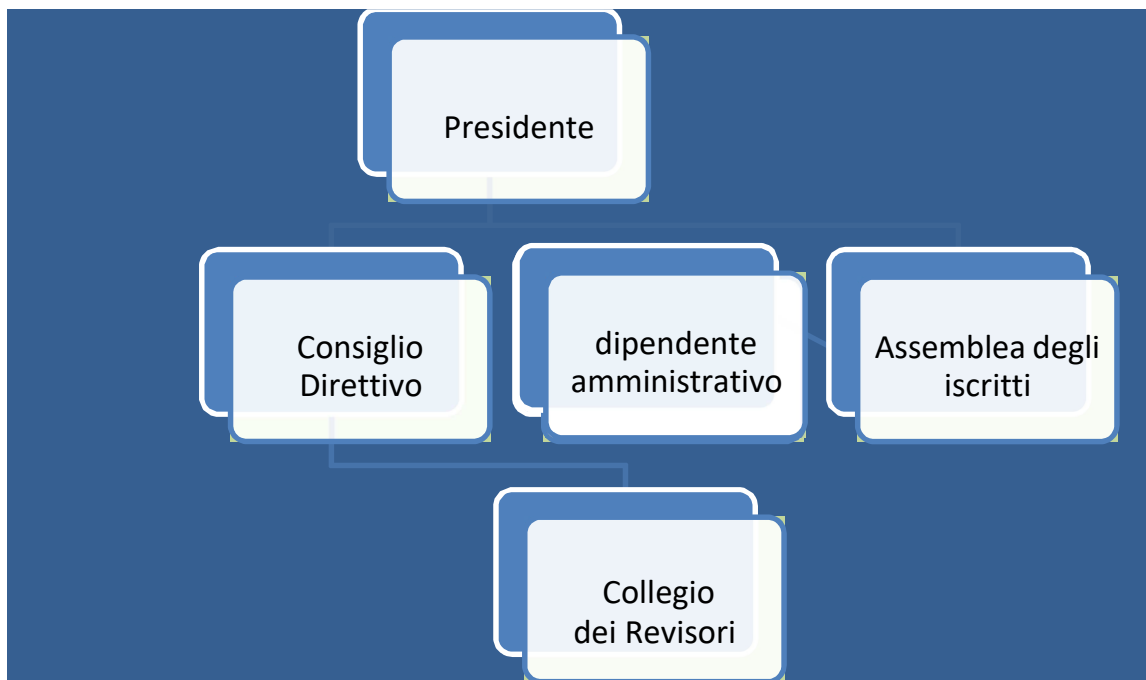 Presidente
Consiglio
Direttivo
dipendente
amministrativo
Assemblea degli
iscritti
Collegio
dei Revisori